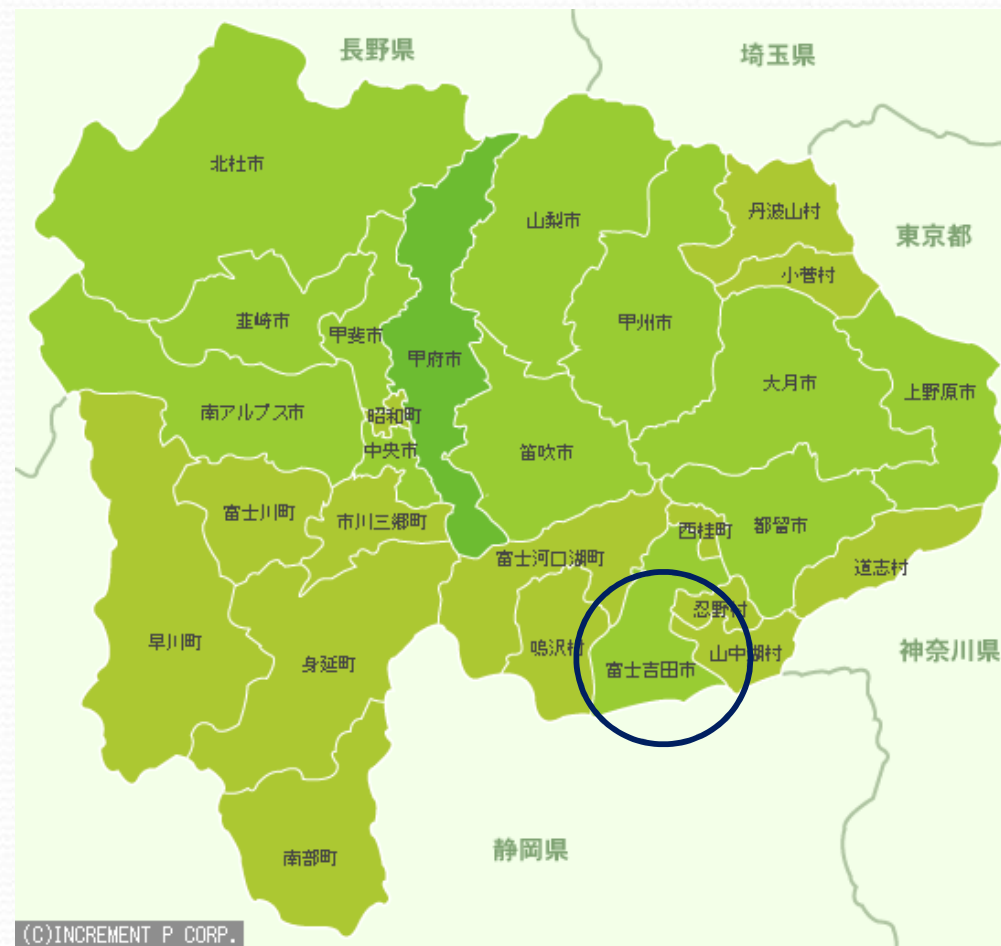 長野県
埼玉県
北杜市
山梨市
丹波山村
東京都
小菅村
韮崎市
甲斐市
甲府市
甲州市
大月市
上野原市
南アルプス市
昭和町
中央市
笛吹市
富士川町
市川三郷町
西桂町
都留市
富士河口湖町
道志村
忍野村
早川町
身延町
鳴沢村
富士吉田市
山中湖村
神奈川県
南部町
静岡県
(C)INCREMENT P CORP.